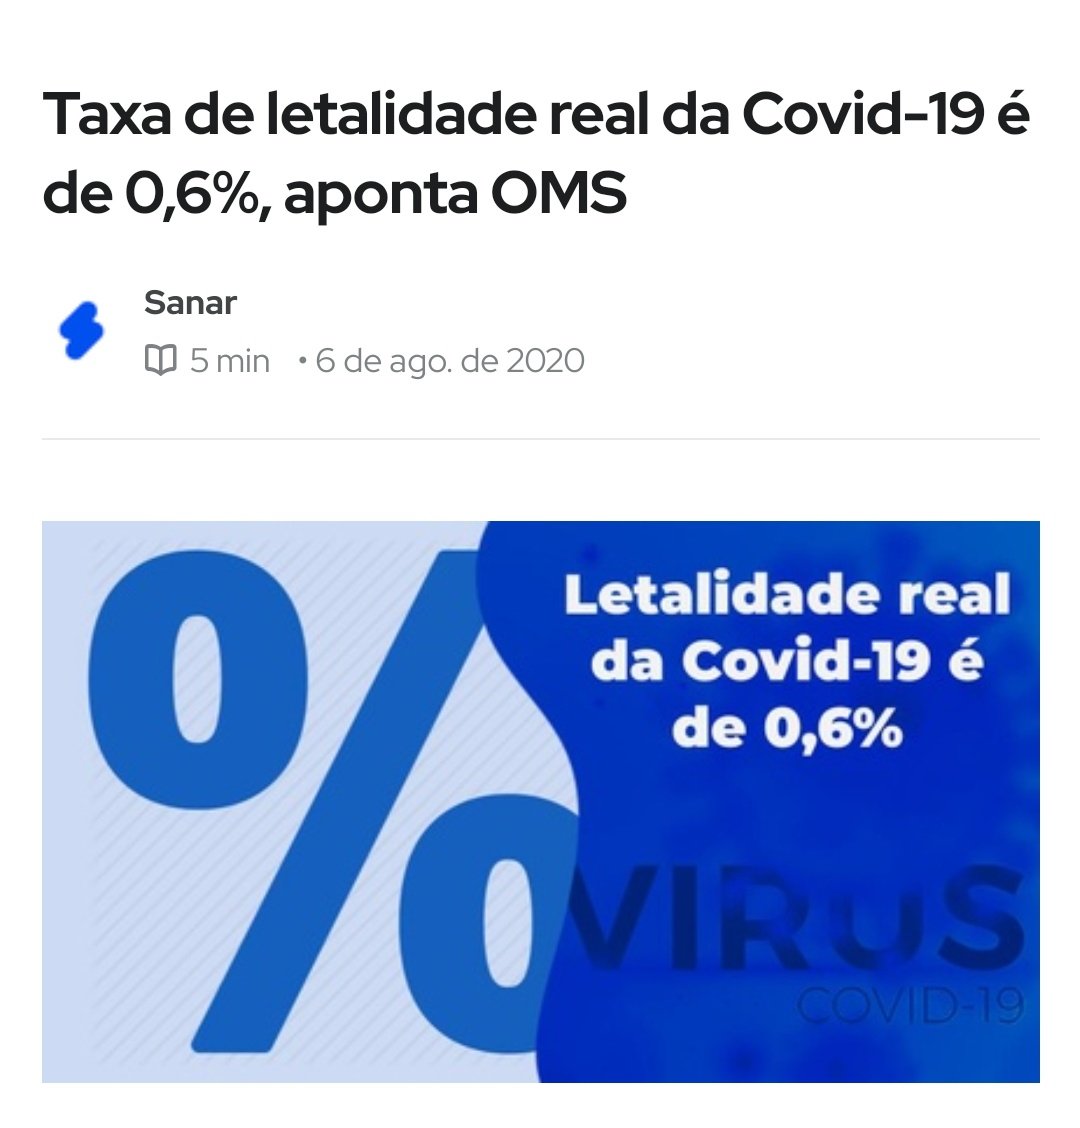 Taxa de letalidade real da Covid-19 é
de 0,6%, aponta OMS
Sanar
5 min • 6 de ago. de 2020
%
Letalidade real
da Covid-19 é
de 0,6%
VIRUS
COVID-19